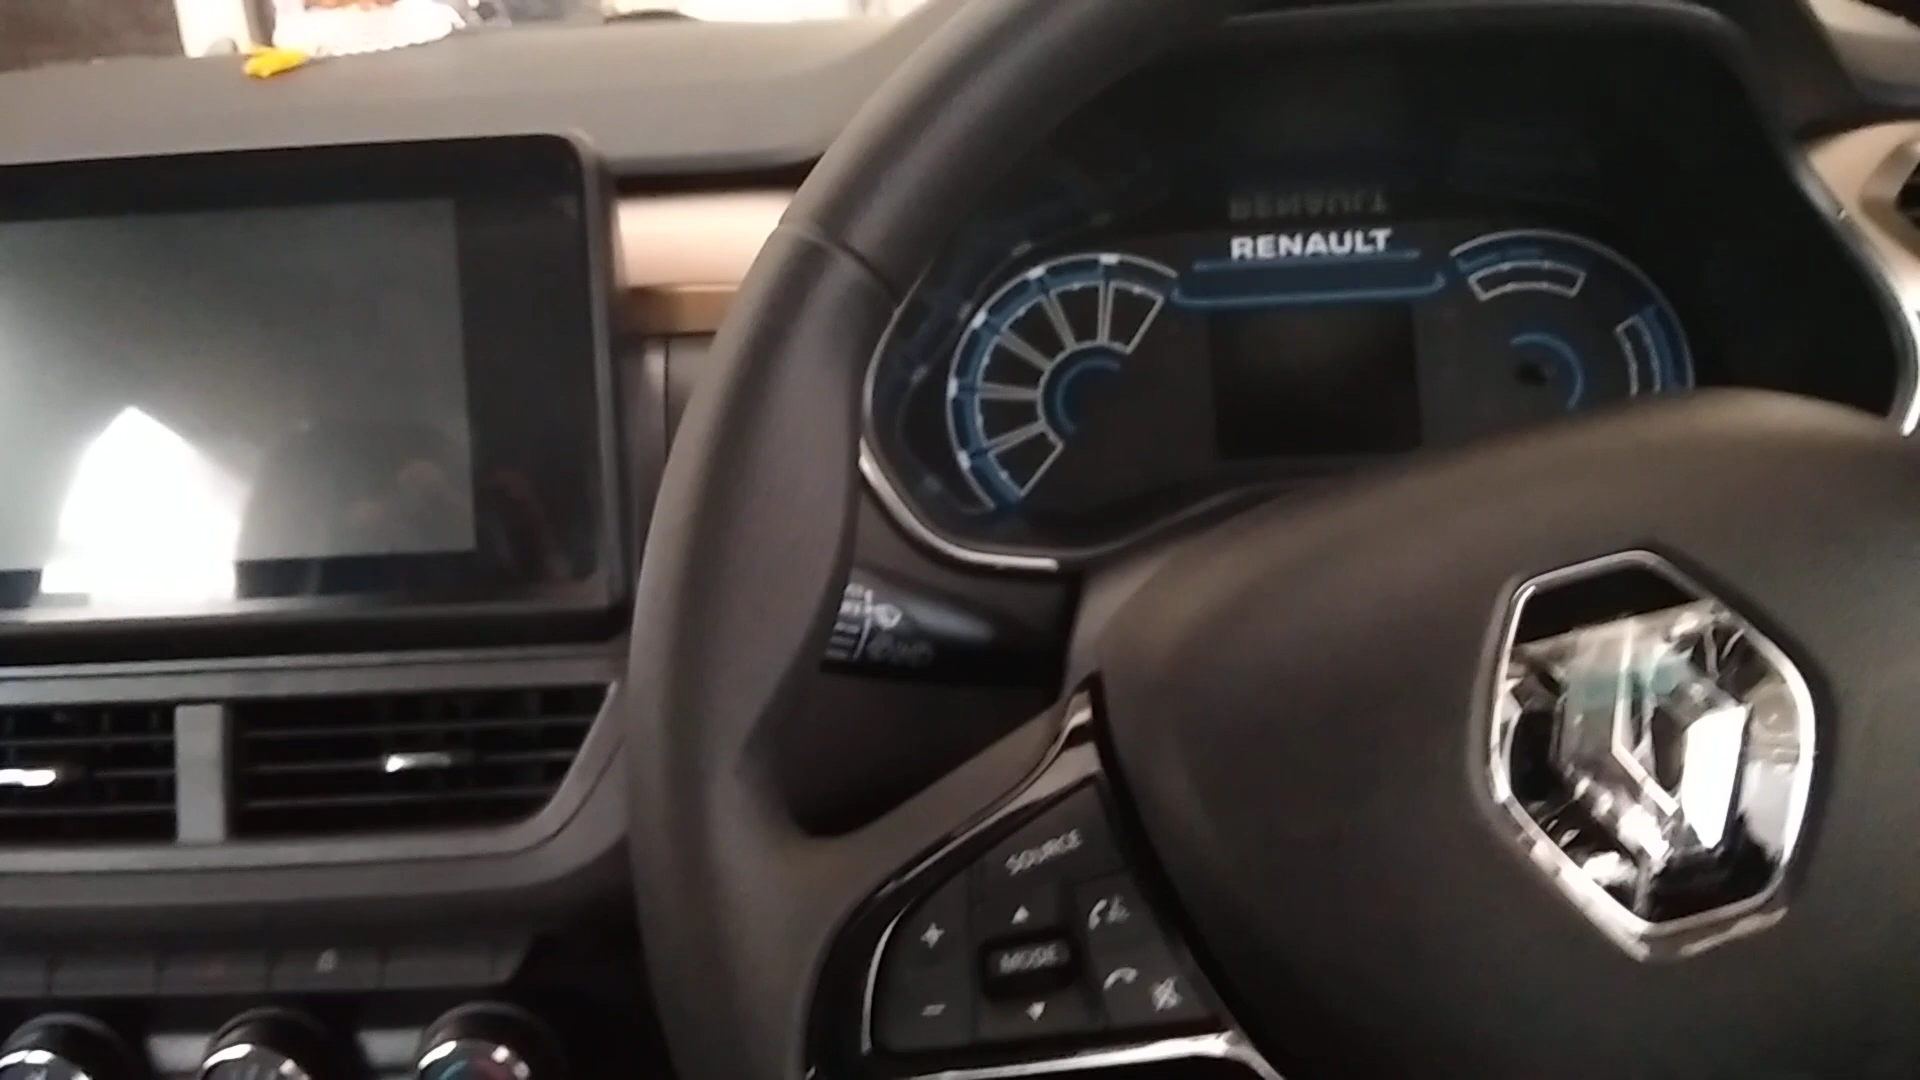 RENAULT
SOURCE
+
MODE
-